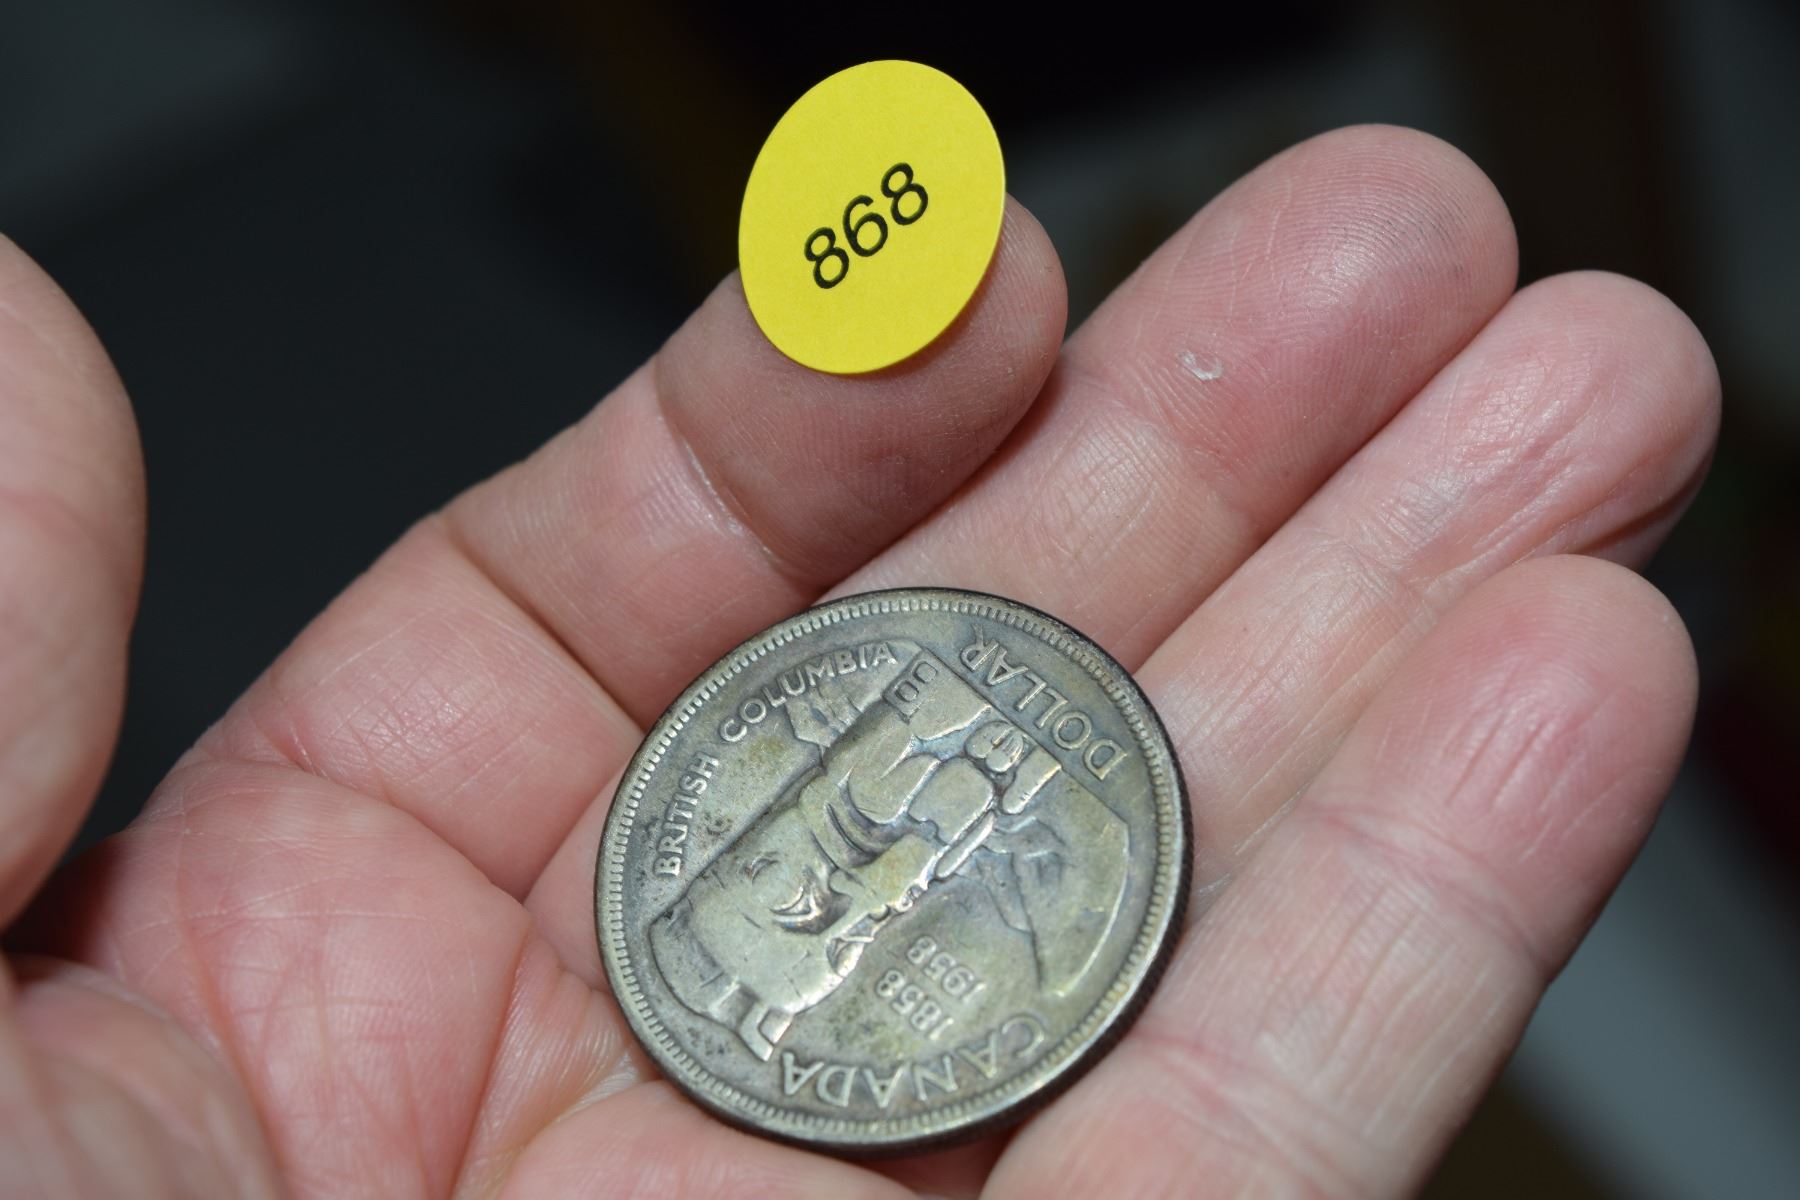 868
BRITISH COLUMBIA
1858
1958
CANADA
DOLLAR